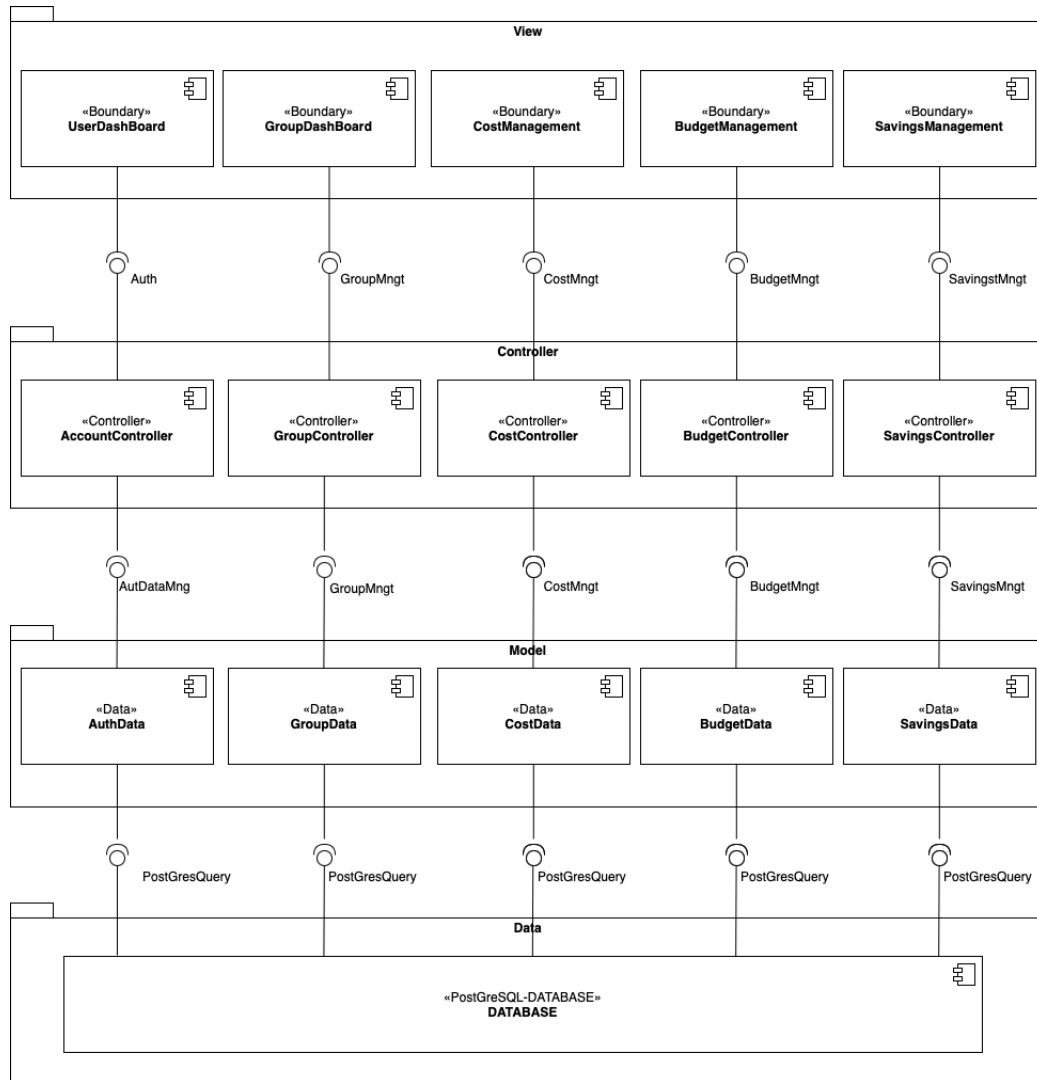 View
«Boundary»
UserDashBoard
«Boundary»
GroupDashBoard
«Boundary»
CostManagement
«Boundary»
BudgetManagement
«Boundary»
SavingsManagement
Auth
GroupMngt
CostMngt
BudgetMngt
SavingstMngt
Controller
«Controller»
AccountController
«Controller»
GroupController
«Controller»
CostController
«Controller»
BudgetController
«Controller»
SavingsController
AutDataMng
GroupMngt
CostMngt
BudgetMngt
SavingsMngt
Model
«Data»
AuthData
«Data»
GroupData
«Data»
CostData
«Data»
BudgetData
«Data»
SavingsData
PostGresQuery
PostGresQuery
PostGresQuery
PostGresQuery
PostGresQuery
Data
«PostGreSQL-DATABASE»
DATABASE